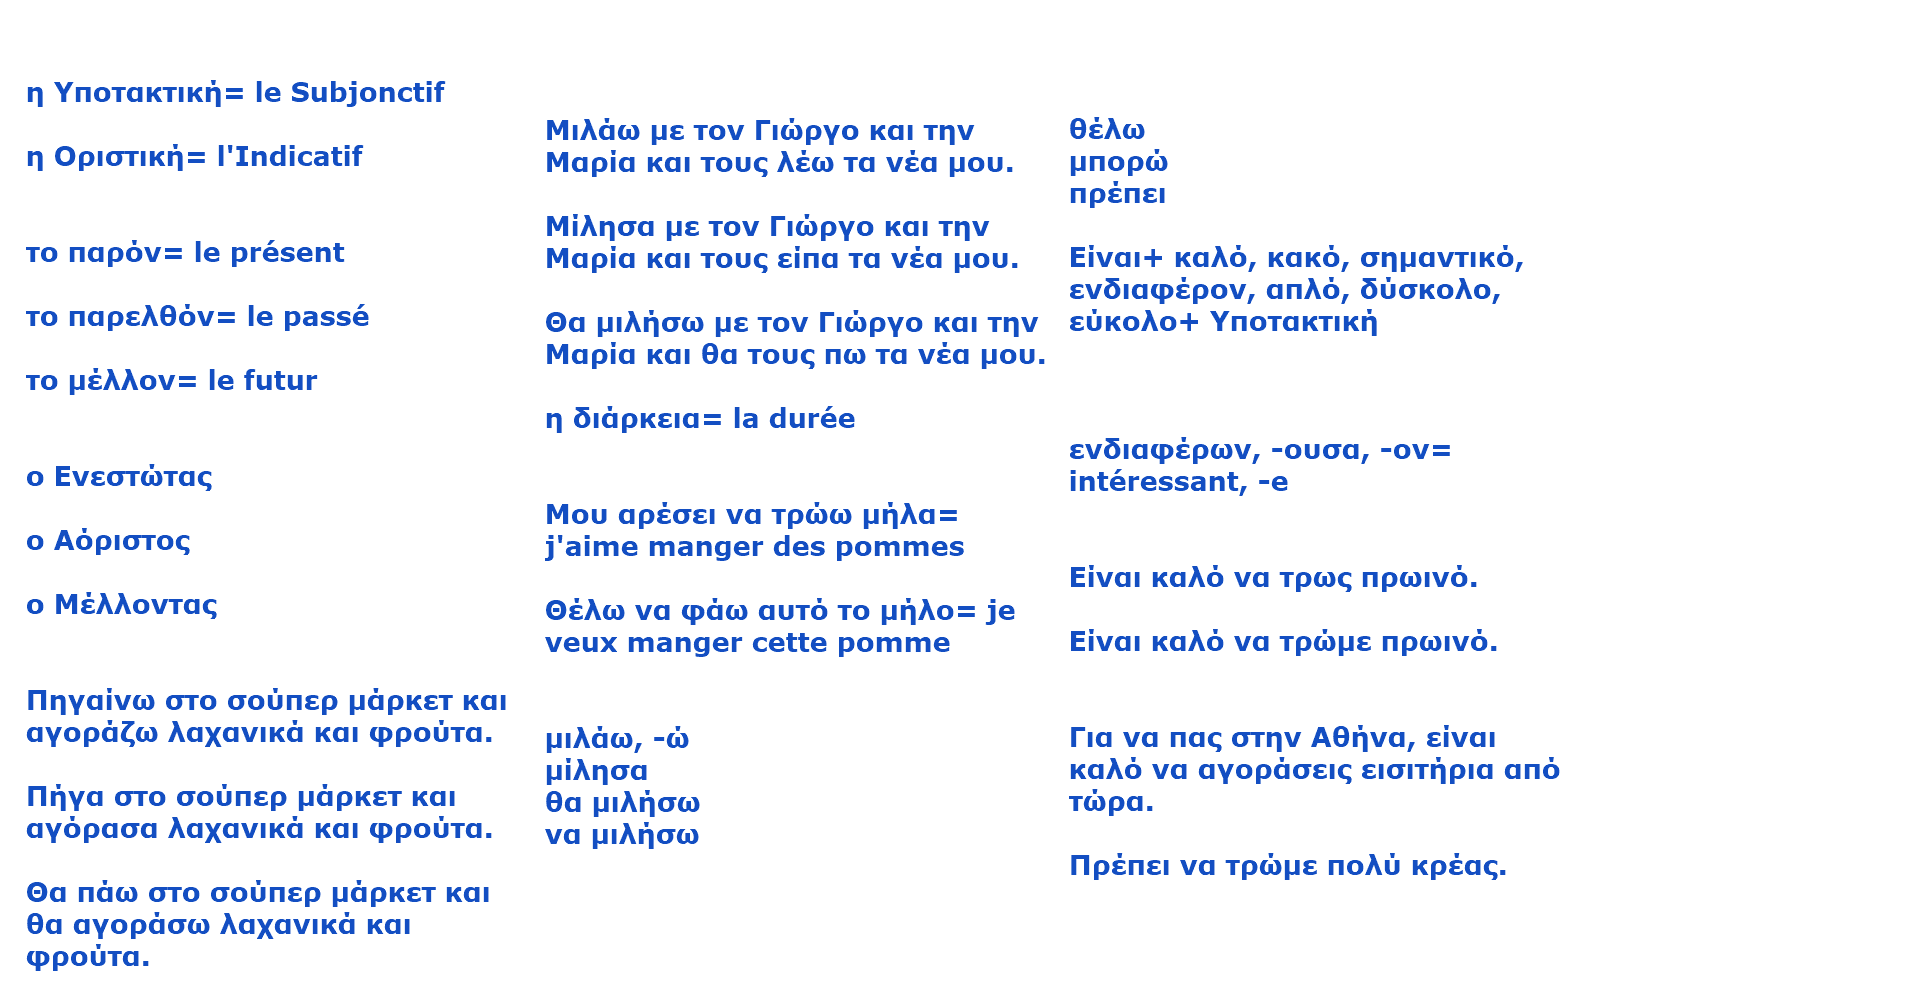 η Υποτακτική= le Subjonctif
η Οριστική= l'Indicatif
το παρόν= le présent
το παρελθόν= le passé
το μέλλον= le futur
ο Ενεστώτας
ο Αόριστος
ο Μέλλοντας
Πηγαίνω στο σούπερ μάρκετ και
αγοράζω λαχανικά και φρούτα.
Πήγα στο σούπερ μάρκετ και
αγόρασα λαχανικά και φρούτα.
Θα πάω στο σούπερ μάρκετ και
θα αγοράσω λαχανικά και
φρούτα.
Μιλάω με τον Γιώργο και την
Μαρία και τους λέω τα νέα μου.
Μίλησα με τον Γιώργο και την
Μαρία και τους είπα τα νέα μου.
Θα μιλήσω με τον Γιώργο και την
Μαρία και θα τους πω τα νέα μου.
η διάρκεια= la durée
Μου αρέσει να τρώω μήλα=
j'aime manger des pommes
Θέλω να φάω αυτό το μήλο= je
veux manger cette pomme
μιλάω, -ώ
μίλησα
θα μιλήσω
να μιλήσω
θέλω
μπορώ
πρέπει
Είναι+ καλό, κακό, σημαντικό,
ενδιαφέρον, απλό, δύσκολο,
εύκολο+ Υποτακτική
ενδιαφέρων, -ουσα, -ον=
intéressant, -e
Είναι καλό να τρως πρωινό.
Είναι καλό να τρώμε πρωινό.
Για να πας στην Αθήνα, είναι
καλό να αγοράσεις εισιτήρια από
τώρα.
Πρέπει να τρώμε πολύ κρέας.